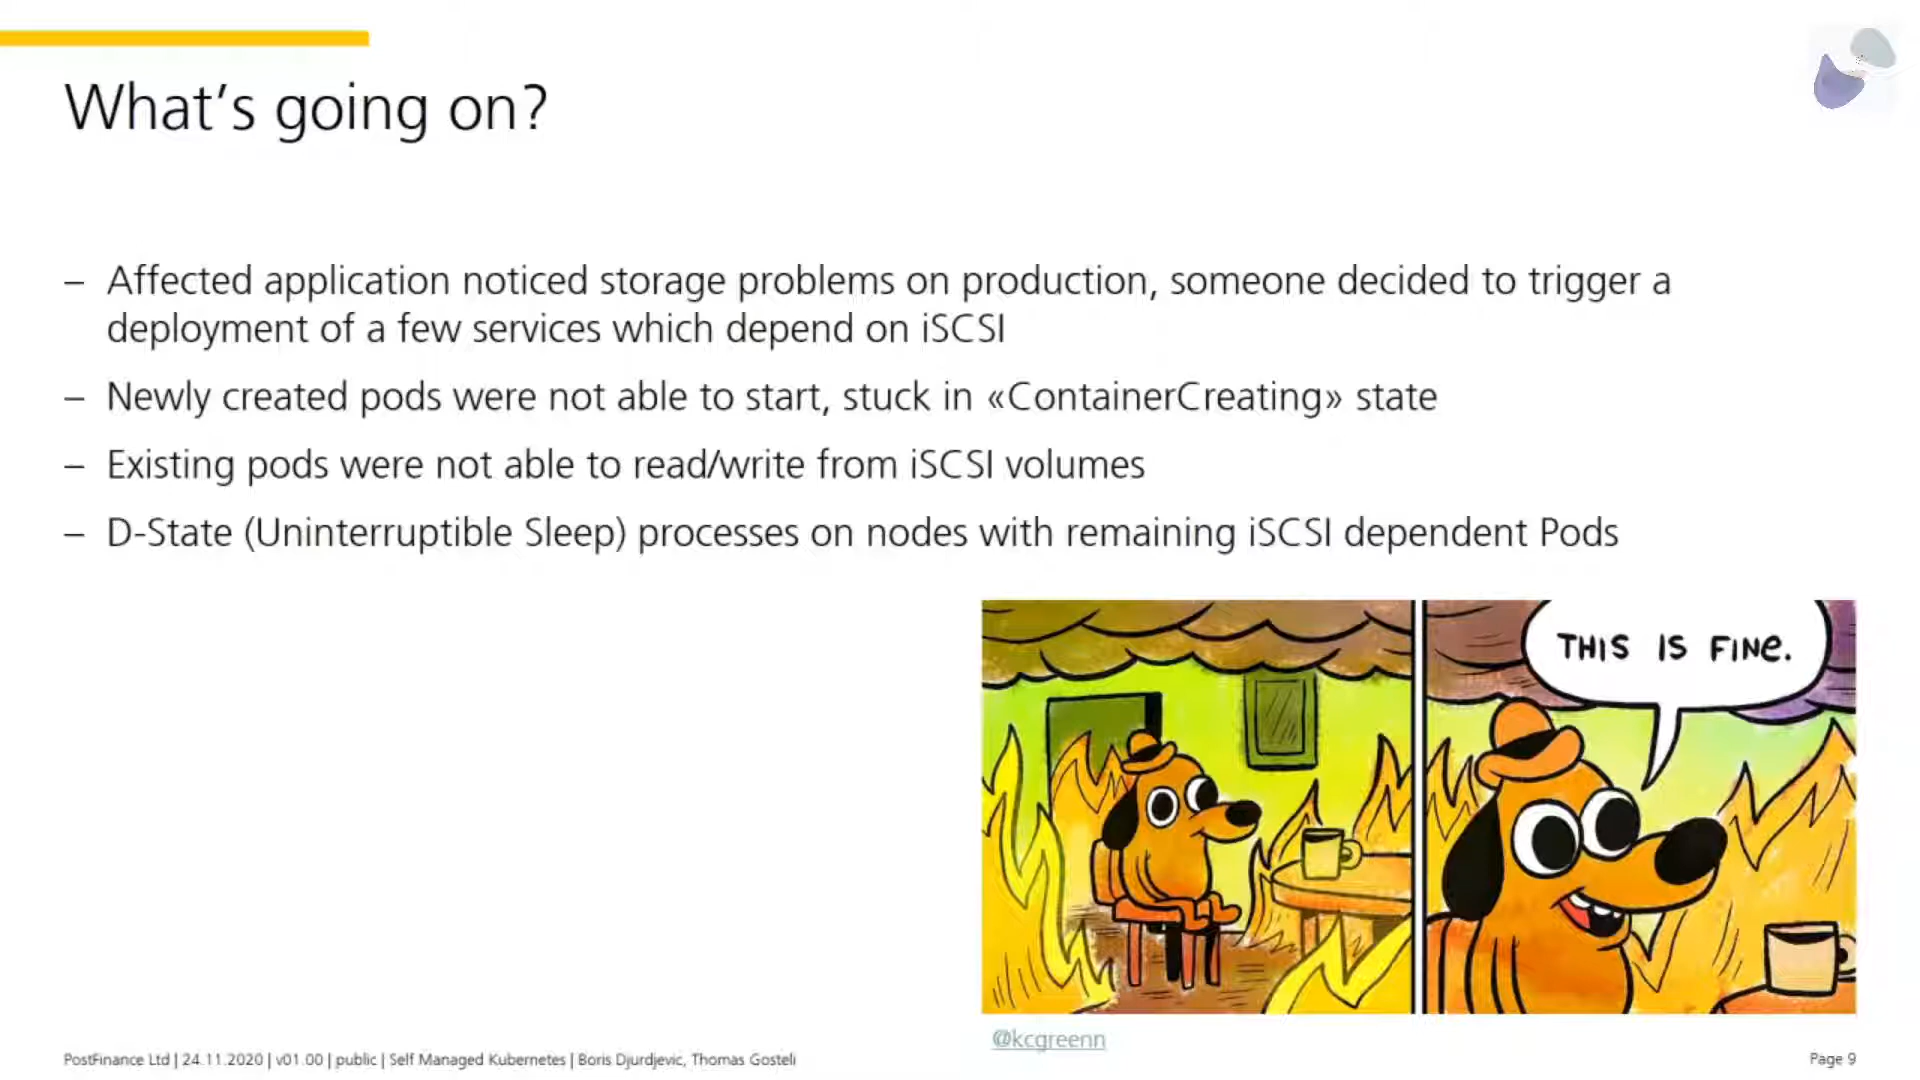 What's going on?
– Affected application noticed storage problems on production, someone decided to trigger a
deployment of a few services which depend on iSCSI
– Newly created pods were not able to start, stuck in «ContainerCreating» state
– Existing pods were not able to read/write from iSCSI volumes
– D-State (Uninterruptible Sleep) processes on nodes with remaining iSCSI dependent Pods
THIS IS FINE.
@kcgreenn
PostFinance Ltd | 24.11.2020 | v01.00 | public | Self Managed Kubernetes | Boris Djurdjevic, Thomas Gosteli
Page 9